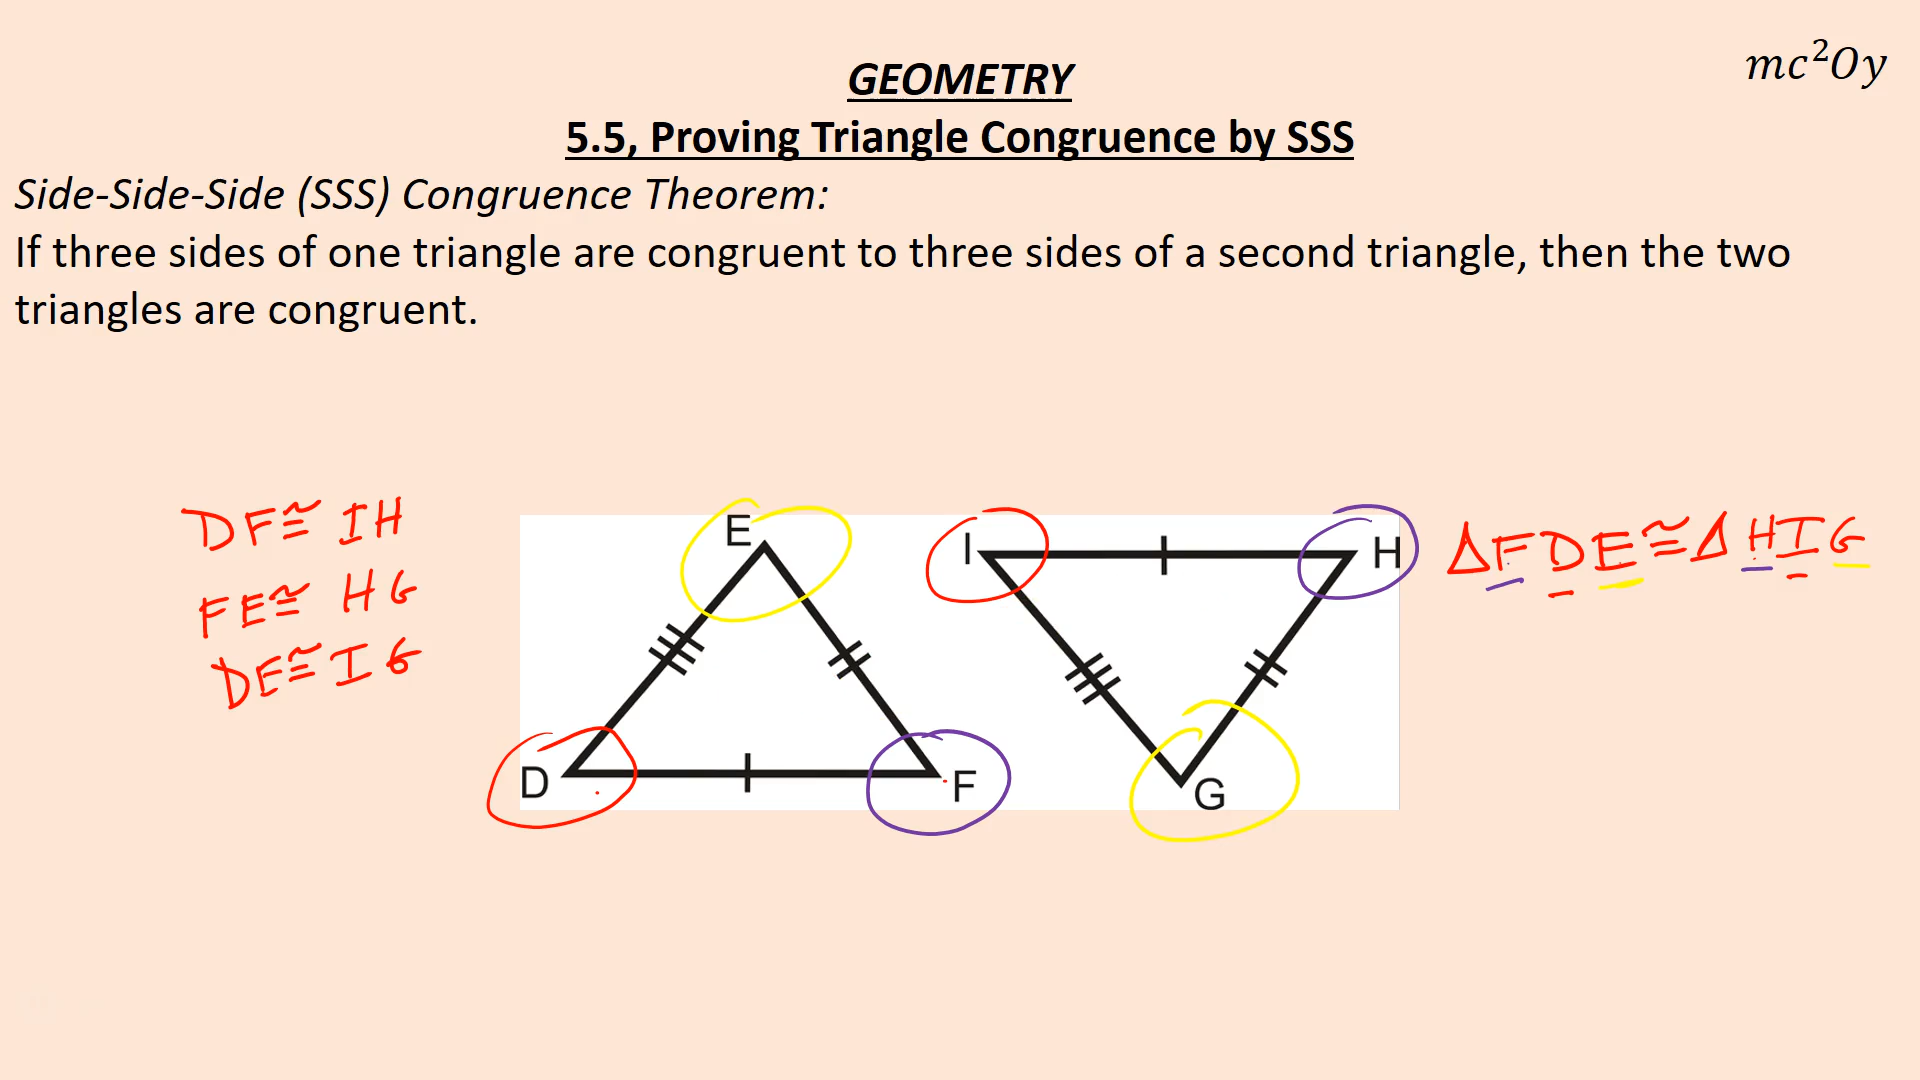 mc²Oy
GEOMETRY
5.5, Proving Triangle Congruence by SSS
Side-Side-Side (SSS) Congruence Theorem:
If three sides of one triangle are congruent to three sides of a second triangle, then the two
triangles are congruent.
DF ≅ IH
FE ≅ HG
DE ≅ IG
E
D
F
I
H
G
ΔFDE ≅ Δ HIG